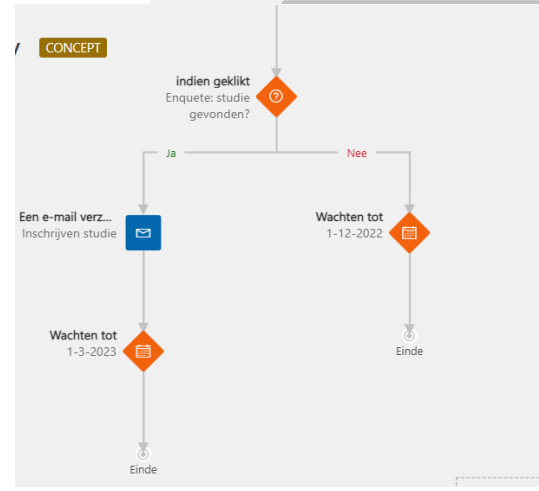 CONCEPT
indien geklikt
Enquete: studie
gevonden?
Ja
Nee
Een e-mail verz...
Inschrijven studie
Wachten tot
1-12-2022
Wachten tot
1-3-2023
Einde
Einde